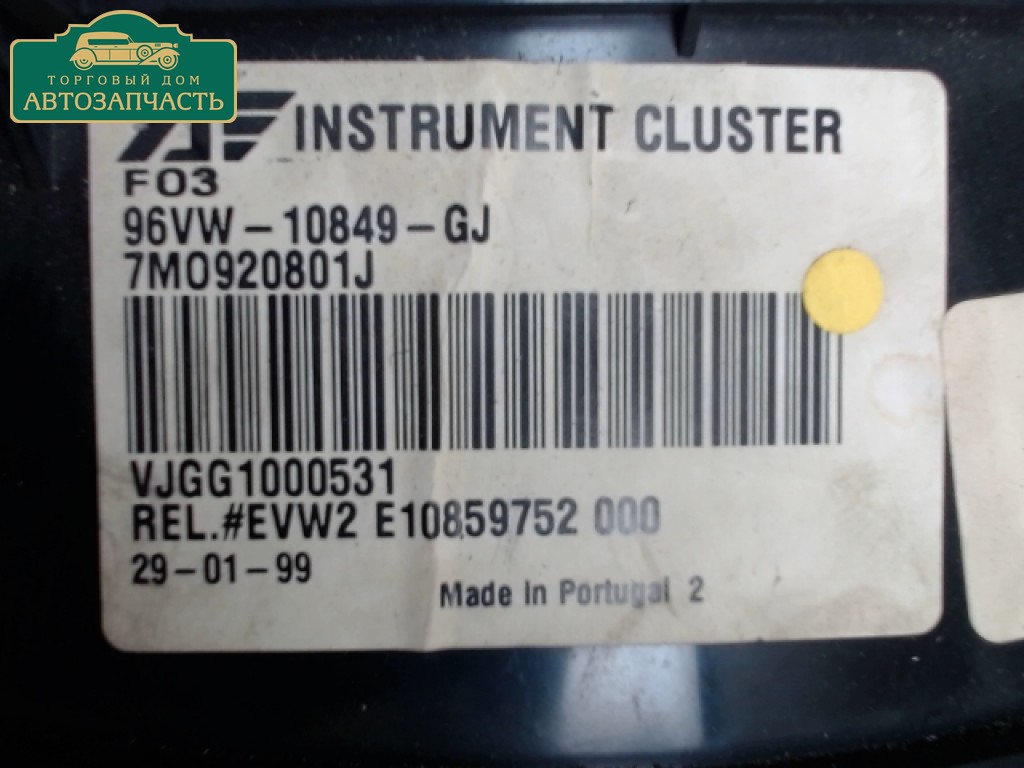 ТОРГОВЫЙ ДОМ
АВТОЗАПЧАСТЬ
INSTRUMENT CLUSTER
F03
96VW-10849-GJ
7M0920801J
VJGG1000531
REL.#EVW2 E10859752 000
29-01-99
Made In Portugal 2